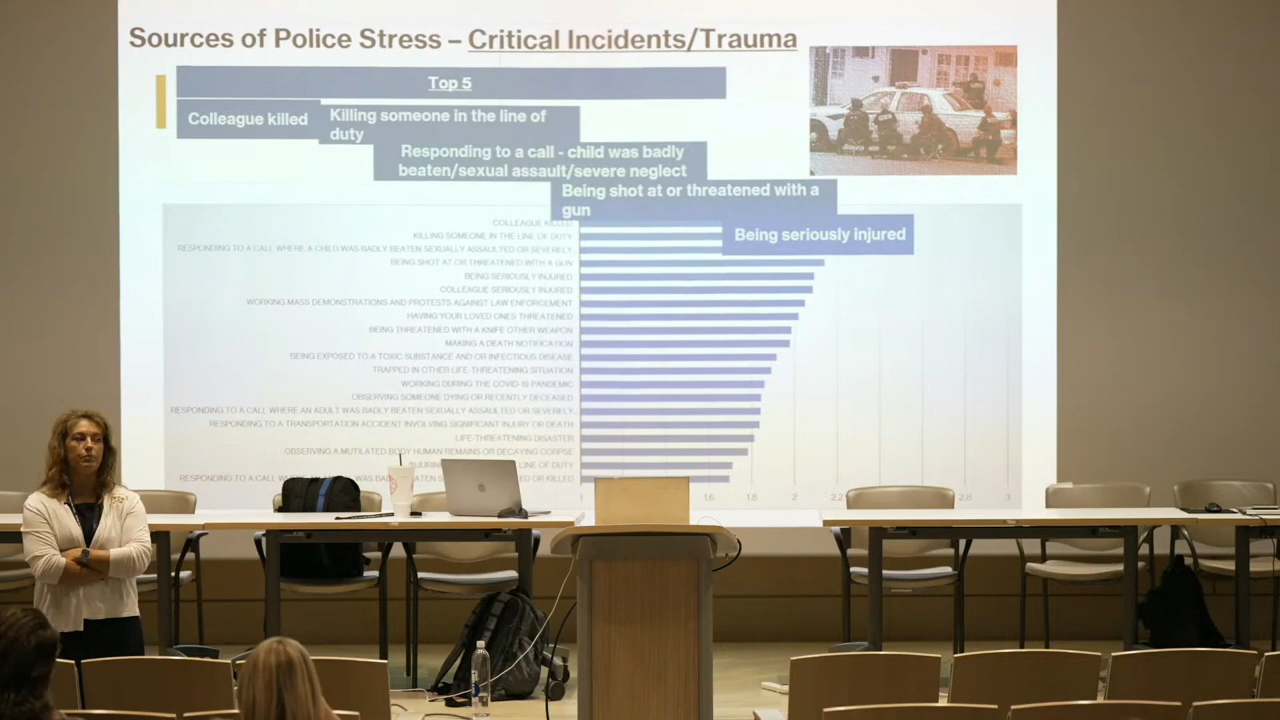 Sources of Police Stress – Critical Incidents/Trauma
Top 5
Colleague killed
Killing someone in the line of
duty
Responding to a call - child was badly
beaten/sexual assault/severe neglect
Being shot at or threatened with a
gun
Being seriously injured
COLLEAGUE KILLED
KILLING SOMEONE IN THE LINE OF DUTY
RESPONDING TO A CALL WHERE A CHILD WAS BADLY BEATEN SEXUALLY ASSAULTED OR SEVERELY
BEING SHOT AT OR THREATENED WITH A GUN
BEING SERIOUSLY INJURED
COLLEAGUE SERIOUSLY INJURED
WORKING MASS DEMONSTRATIONS AND PROTESTS AGAINST LAW ENFORCEMENT
HAVING YOUR LOVED ONES THREATENED
BEING THREATENED WITH A KNIFE OTHER WEAPON
MAKING A DEATH NOTIFICATION
BEING EXPOSED TO A TOXIC SUBSTANCE AND OR INFECTIOUS DISEASE
TRAPPED IN OTHER LIFE-THREATENING SITUATION
WORKING DURING THE COVID-19 PANDEMIC
OBSERVING SOMEONE DYING OR RECENTLY DECEASED
RESPONDING TO A CALL WHERE AN ADULT WAS BADLY BEATEN SEXUALLY ASSAULTED OR SEVERELY
RESPONDING TO A TRANSPORTATION ACCIDENT INVOLVING SIGNIFICANT INJURY OR DEATH
LIFE-THREATENING DISASTER
OBSERVING A MUTILATED BODY HUMAN REMAINS OR DECAYING CORPSE
LINE OF DUTY
RESPONDING TO A CALL WHERE
BADLY BEATEN
OR KILLED
1.6 1.8 2 2.2 2.8 3